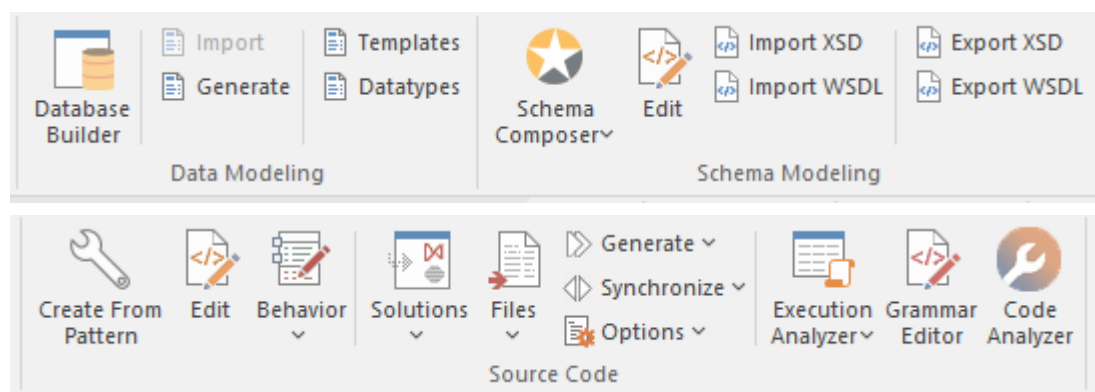 Database
Builder
Import
Generate
Templates
Datatypes
Data Modeling
Schema
Composer
Edit
Import XSD
Import WSDL
Export XSD
Export WSDL
Schema Modeling
Create From
Pattern
Edit
Behavior
Solutions
Files
Generate
Synchronize
Options
Execution
Analyzer
Grammar
Editor
Code
Analyzer
Source Code